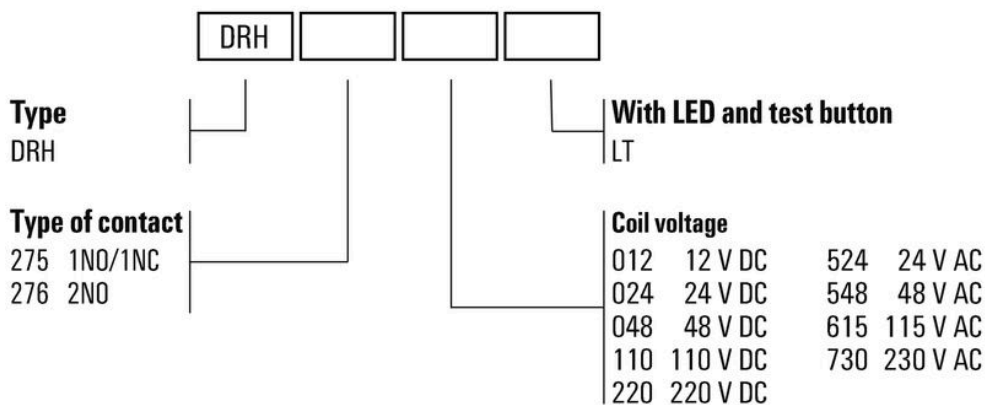 DRH
Type
DRH
With LED and test button
LT
Type of contact
275 1NO/1NC
276 2NO
Coil voltage
012 12 V DC 524 24 V AC
024 24 V DC 548 48 V AC
048 48 V DC 615 115 V AC
110 110 V DC 730 230 V AC
220 220 V DC